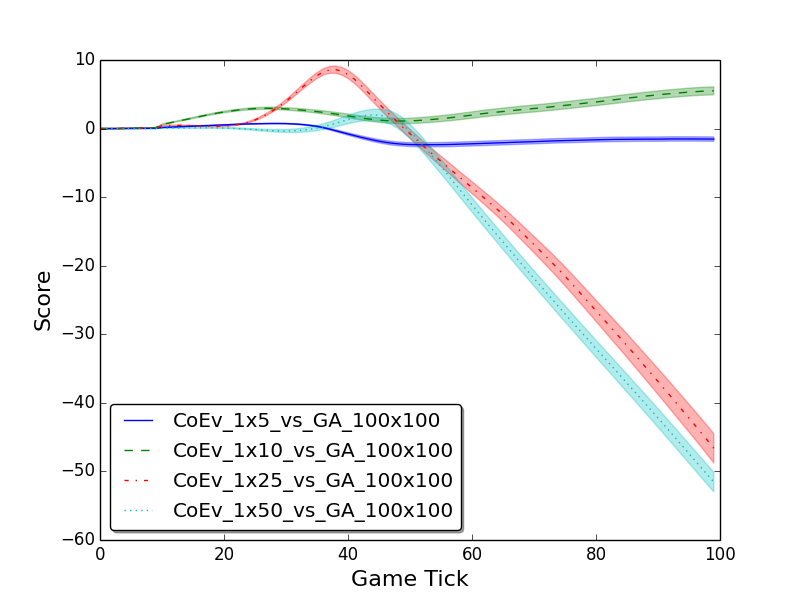 10
0
−10
−20
−30
−40
−50
−60
Score
CoEv_1x5_vs_GA_100x100
CoEv_1x10_vs_GA_100x100
CoEv_1x25_vs_GA_100x100
CoEv_1x50_vs_GA_100x100
0 20 40 60 80 100
Game Tick